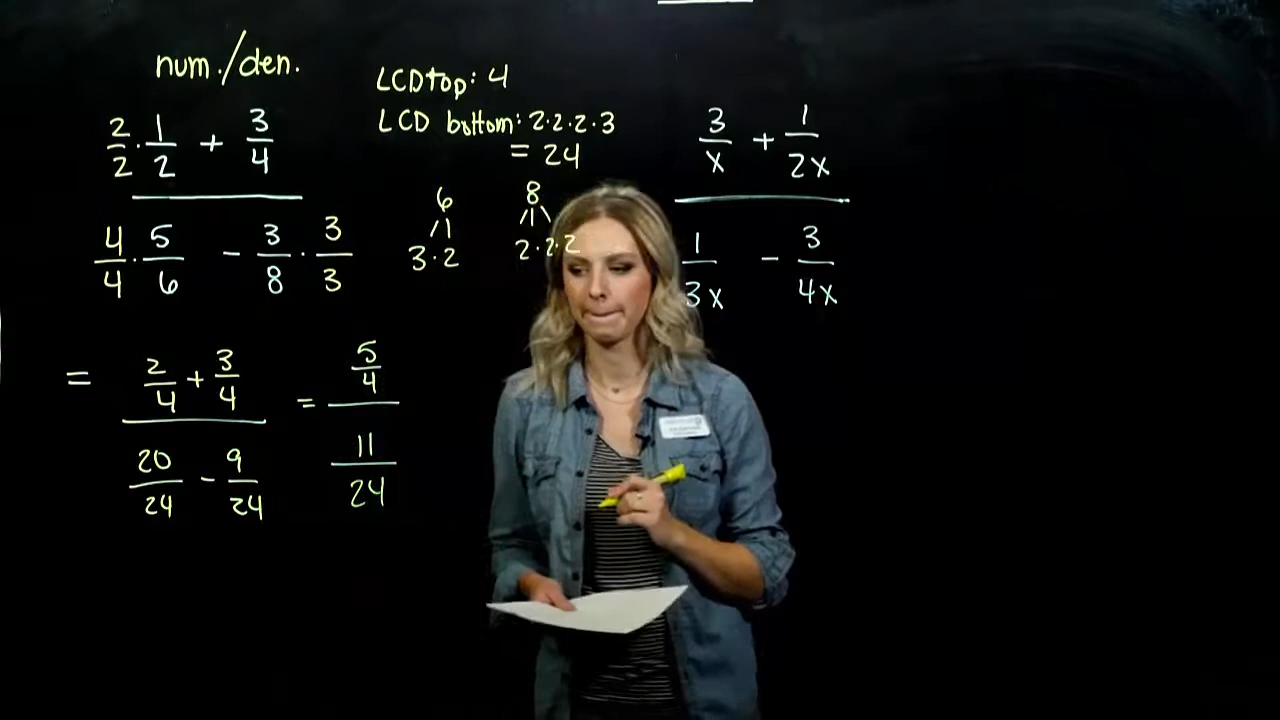 num./den.
LCD top: 4
LCD bottom: 2·2·2·3
= 24
2/2 · 1/2 + 3/4
4/4 · 5/6 - 3/8 · 3/3
6
3·2
8
2·2·2
= 2/4 + 3/4 = 5/4
20/24 - 9/24 11/24
3/x + 1/2x
1/3x - 3/4x